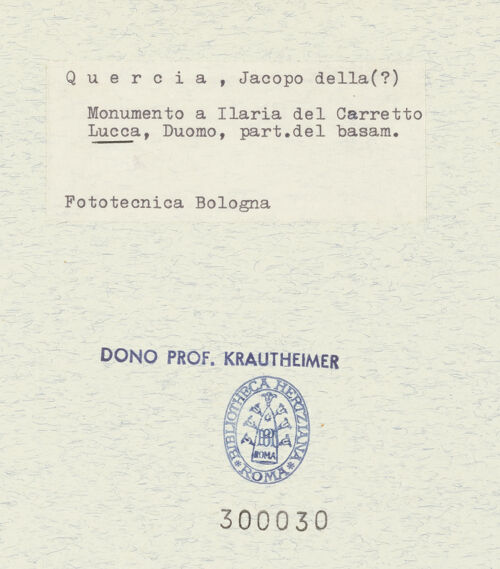 Quercia, Jacopo della(?)
Monumento a Ilaria del Carretto
Lucca, Duomo, part.del basam.
Fototecnica Bologna
DONO PROF. KRAUTHEIMER
BIBLIOTHECA HERTZIANA
ROMA
ROMA
300030